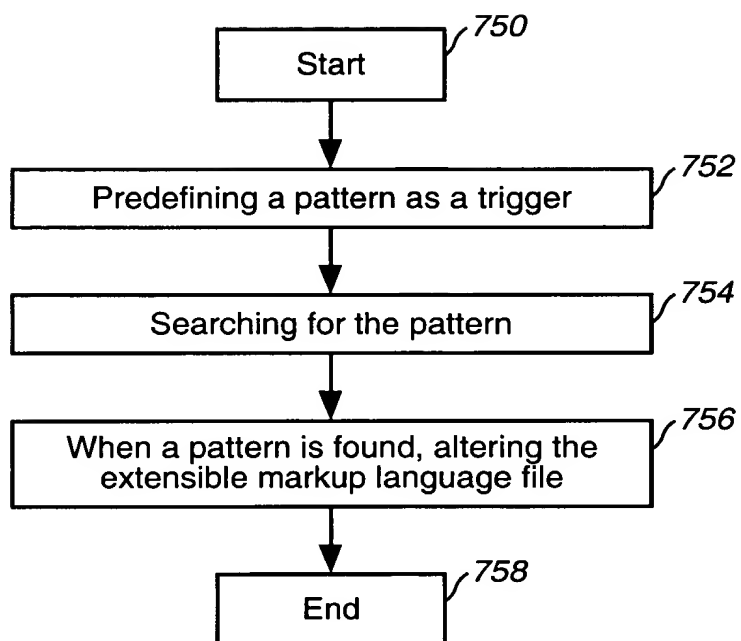 750
Start
752
Predefining a pattern as a trigger
754
Searching for the pattern
756
When a pattern is found, altering the
extensible markup language file
758
End